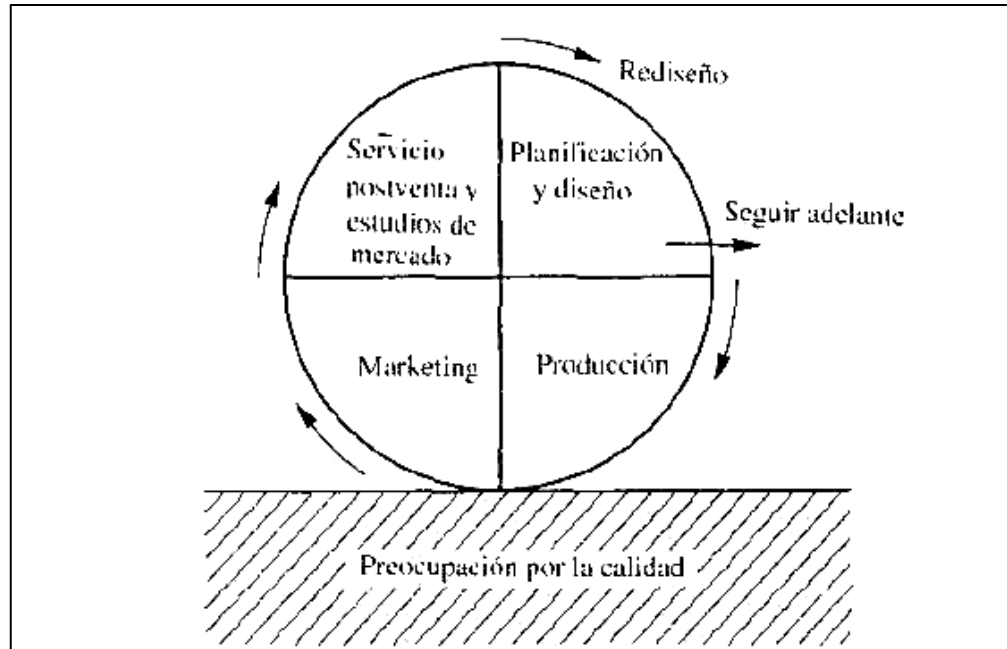 Rediseño
Servicio
postventa y
estudios de
mercado
Planificación
y diseño
Seguir adelante
Marketing
Producción
Preocupación por la calidad